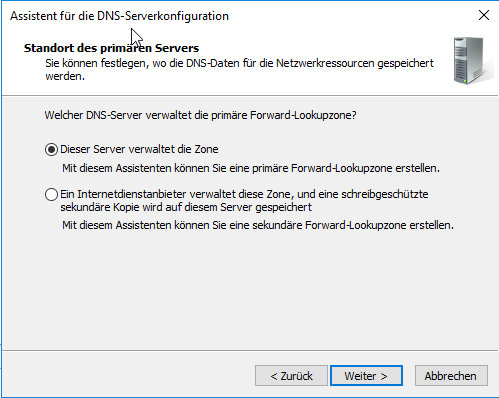 Assistent für die DNS-Serverkonfiguration
Standort des primären Servers
Sie können festlegen, wo die DNS-Daten für die Netzwerkressourcen gespeichert
werden.
Welcher DNS-Server verwaltet die primäre Forward-Lookupzone?
Dieser Server verwaltet die Zone
Mit diesem Assistenten können Sie eine primäre Forward-Lookupzone erstellen.
Ein Internetdienstanbieter verwaltet diese Zone, und eine schreibgeschützte
sekundäre Kopie wird auf diesem Server gespeichert
Mit diesem Assistenten können Sie eine sekundäre Forward-Lookupzone erstellen.
< Zurück Weiter > Abbrechen